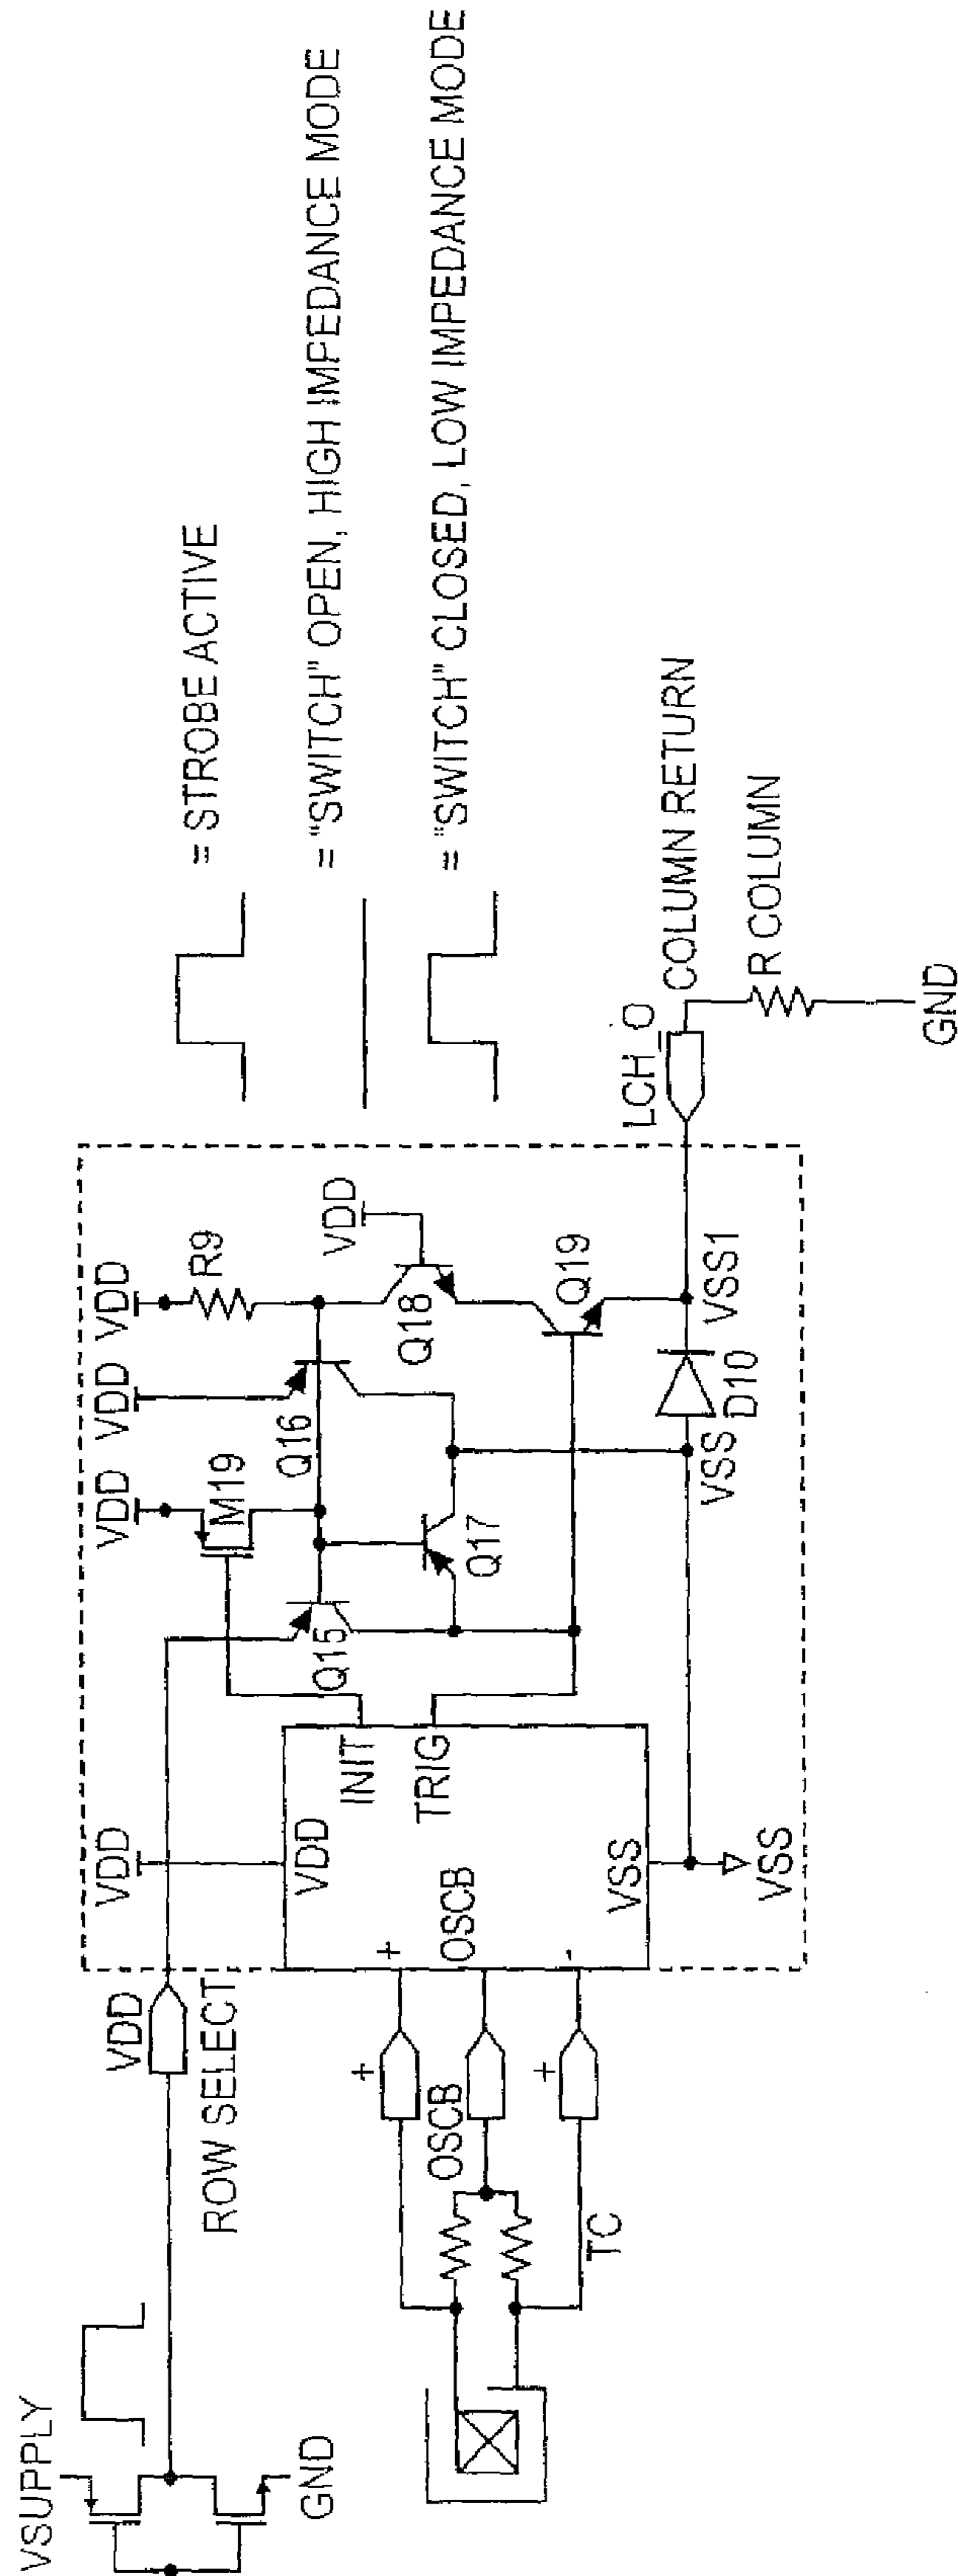 VSUPPLY
GND
VDD
ROW SELECT
+
OSCB
+
TC
VDD
VDD
INIT
TRIG
+
OSCB
-
VSS
VSS
VDD
M19
VDD
Q16
VDD
R9
Q15
Q17
Q18
VDD
Q19
VSS
D10
VSS1
LCH_O
COLUMN RETURN
R COLUMN
GND
= STROBE ACTIVE
= "SWITCH" OPEN, HIGH IMPEDANCE MODE
= "SWITCH" CLOSED, LOW IMPEDANCE MODE